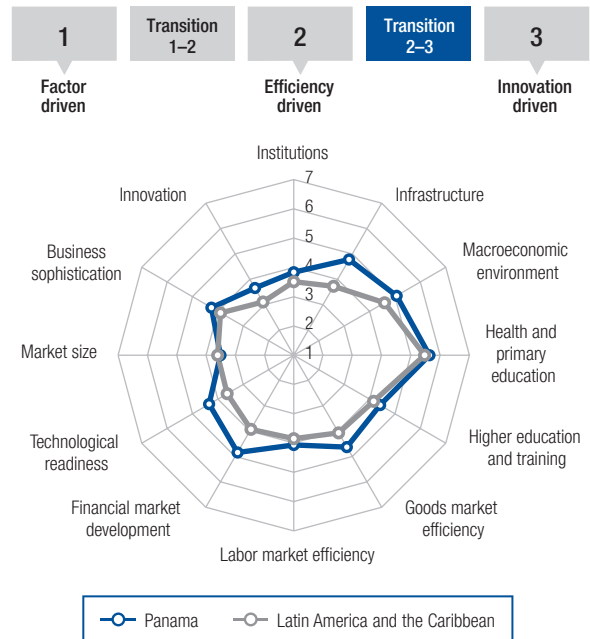 1
Transition
1–2
2
Transition
2–3
3
Factor
driven
Efficiency
driven
Innovation
driven
Institutions
7
Innovation
Infrastructure
6
5
Business
sophistication
Macroeconomic
environment
4
3
2
Market size
1
Health and
primary
education
Technological
readiness
Higher education
and training
Financial market
development
Goods market
efficiency
Labor market efficiency
Panama
Latin America and the Caribbean